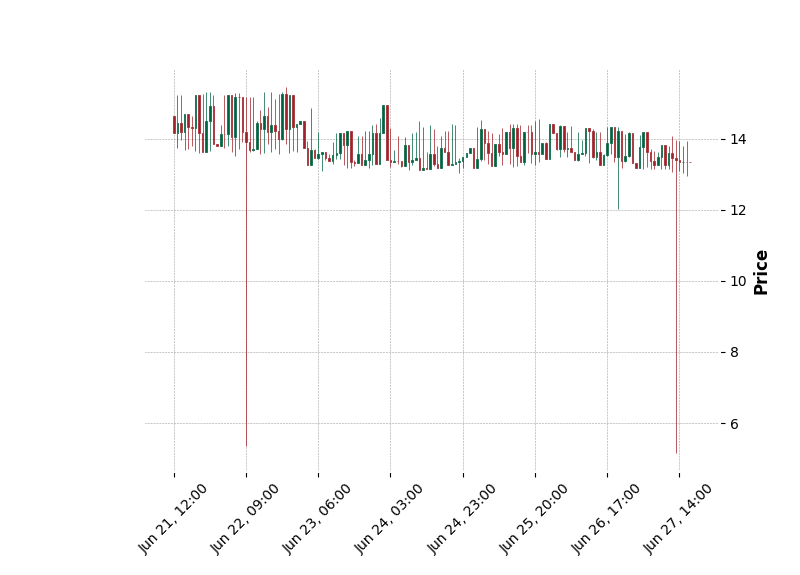 14
12
10
8
6
Price
Jun 21, 12:00
Jun 22, 09:00
Jun 23, 06:00
Jun 24, 03:00
Jun 24, 23:00
Jun 25, 20:00
Jun 26, 17:00
Jun 27, 14:00